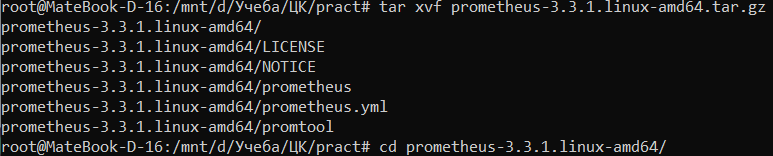 root@MateBook-D-16:/mnt/d/Учеба/ЦК/pract# tar xvf prometheus-3.3.1.linux-amd64.tar.gz
prometheus-3.3.1.linux-amd64/
prometheus-3.3.1.linux-amd64/LICENSE
prometheus-3.3.1.linux-amd64/NOTICE
prometheus-3.3.1.linux-amd64/prometheus
prometheus-3.3.1.linux-amd64/prometheus.yml
prometheus-3.3.1.linux-amd64/promtool
root@MateBook-D-16:/mnt/d/Учеба/ЦК/pract# cd prometheus-3.3.1.linux-amd64/